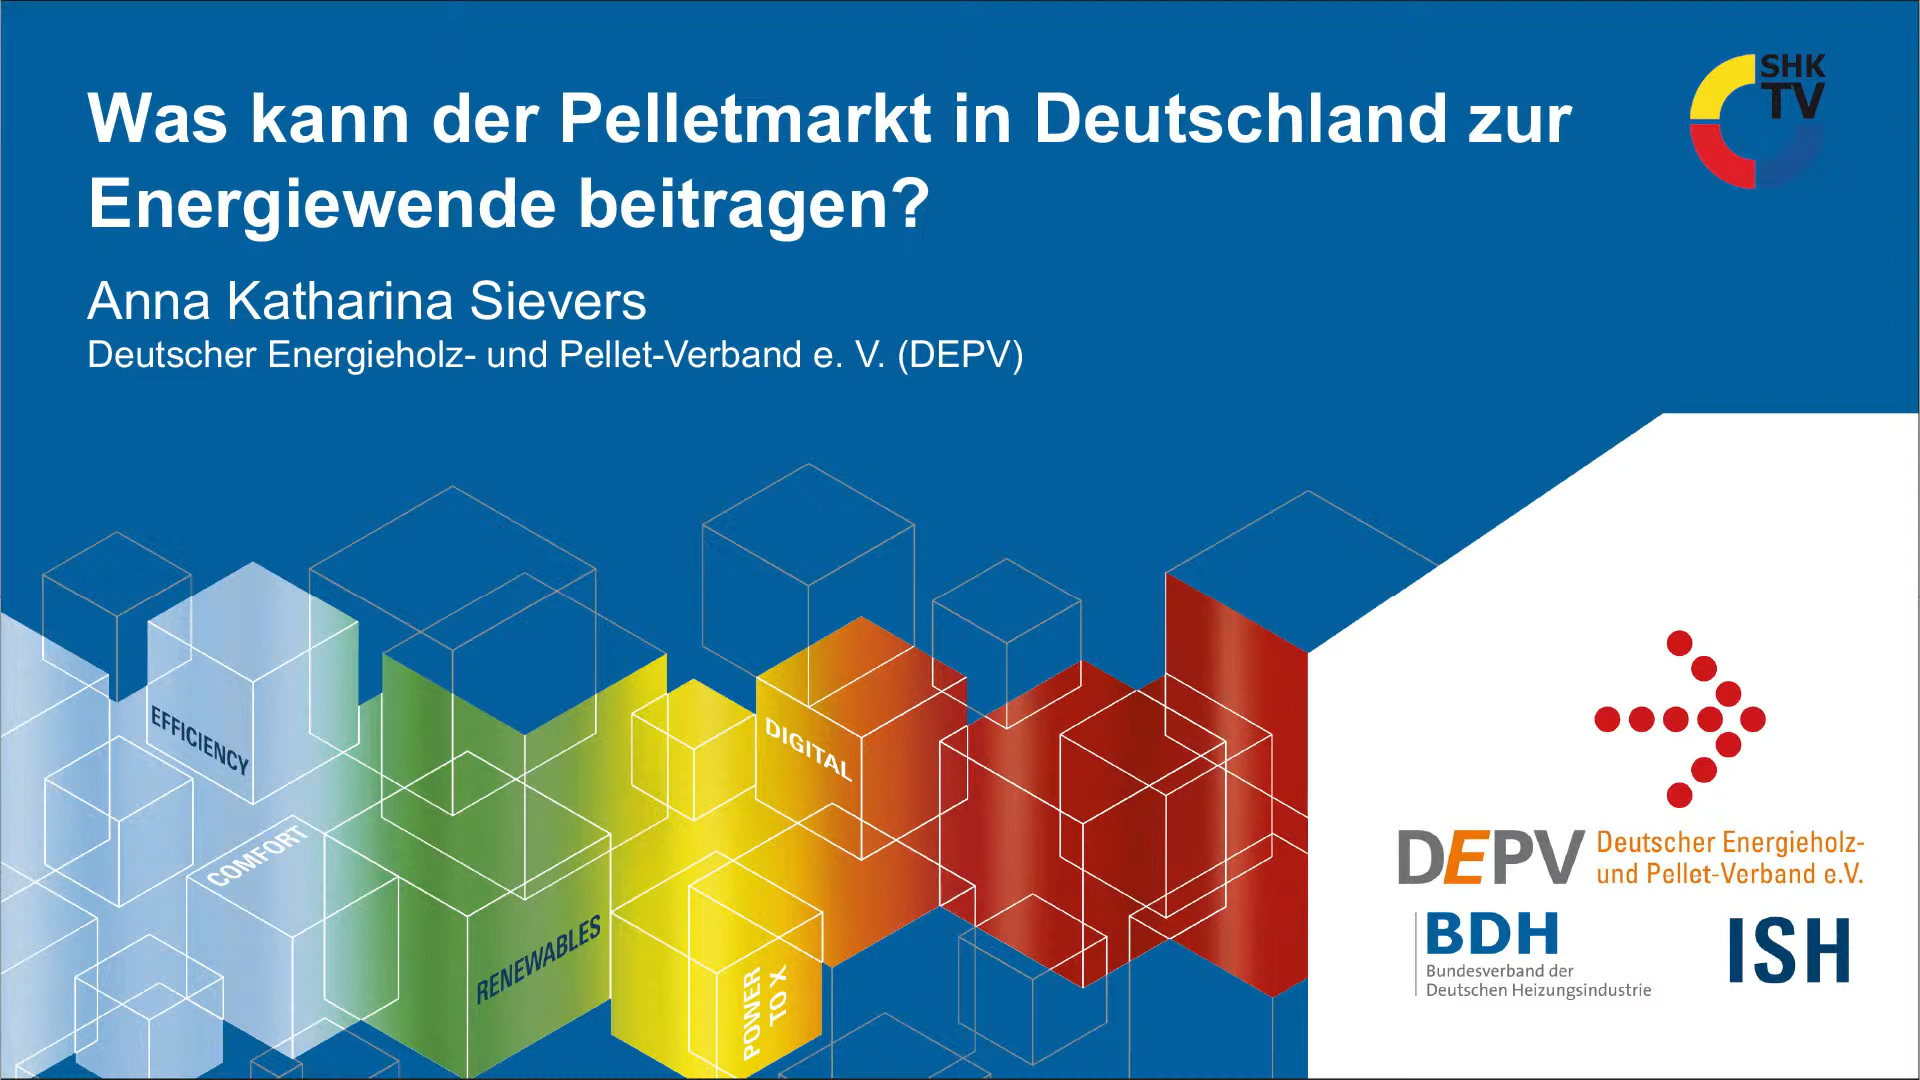 Was kann der Pelletmarkt in Deutschland zur
Energiewende beitragen?
Anna Katharina Sievers
Deutscher Energieholz- und Pellet-Verband e. V. (DEPV)
SHK
TV
EFFICIENCY
COMFORT
RENEWABLES
DIGITAL
POWER
TO X
DEPV
Deutscher Energieholz-
und Pellet-Verband e.V.
BDH
Bundesverband der
Deutschen Heizungsindustrie
ISH